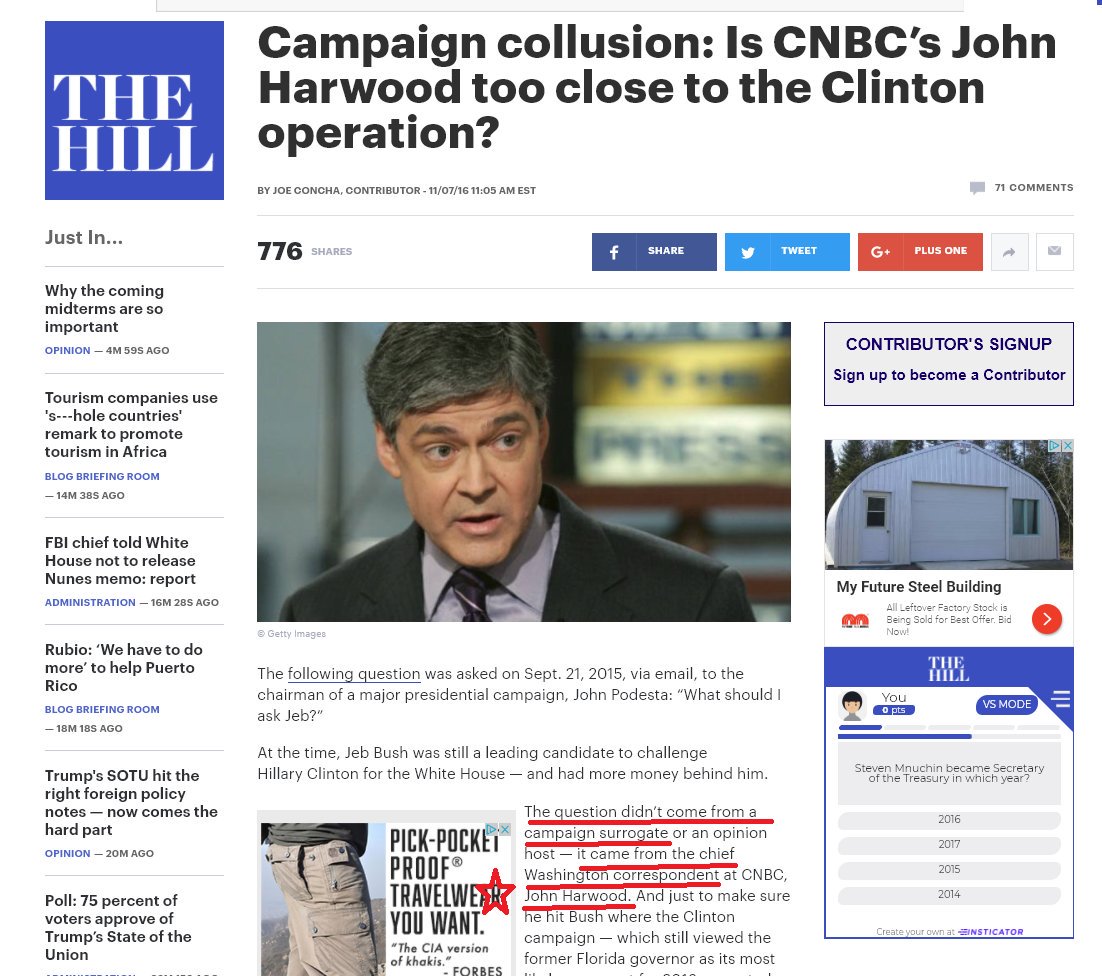 THE
HILL
Campaign collusion: Is CNBC’s John
Harwood too close to the Clinton
operation?
BY JOE CONCHA, CONTRIBUTOR - 11/07/16 11:05 AM EST
71 COMMENTS
776 SHARES
SHARE
TWEET
G+ PLUS ONE
Just In...
Why the coming
midterms are so
important
OPINION — 4M 59S AGO
Tourism companies use
's---hole countries'
remark to promote
tourism in Africa
BLOG BRIEFING ROOM
— 14M 38S AGO
FBI chief told White
House not to release
Nunes memo: report
ADMINISTRATION — 16M 28S AGO
Rubio: ‘We have to do
more’ to help Puerto
Rico
BLOG BRIEFING ROOM
— 18M 18S AGO
Trump's SOTU hit the
right foreign policy
notes — now comes the
hard part
OPINION — 20M AGO
Poll: 75 percent of
voters approve of
Trump’s State of the
Union
PRESS
© Getty Images
The following question was asked on Sept. 21, 2015, via email, to the
chairman of a major presidential campaign, John Podesta: “What should I
ask Jeb?”
At the time, Jeb Bush was still a leading candidate to challenge
Hillary Clinton for the White House — and had more money behind him.
PICK-POCKET
PROOF®
TRAVELWEAR
YOU WANT.
"The CIA version
of khakis."
- FORBES
The question didn’t come from a
campaign surrogate or an opinion
host — it came from the chief
Washington correspondent at CNBC,
John Harwood. And just to make sure
he hit Bush where the Clinton
campaign — which still viewed the
former Florida governor as its most
CONTRIBUTOR'S SIGNUP
Sign up to become a Contributor
My Future Steel Building
All Leftover Factory Stock is
Being Sold for Best Offer. Bid
Now!
THE
HILL
You
0 pts
VS MODE
Steven Mnuchin became Secretary
of the Treasury in which year?
2016
2017
2015
2014
Create your own at INSTICATOR